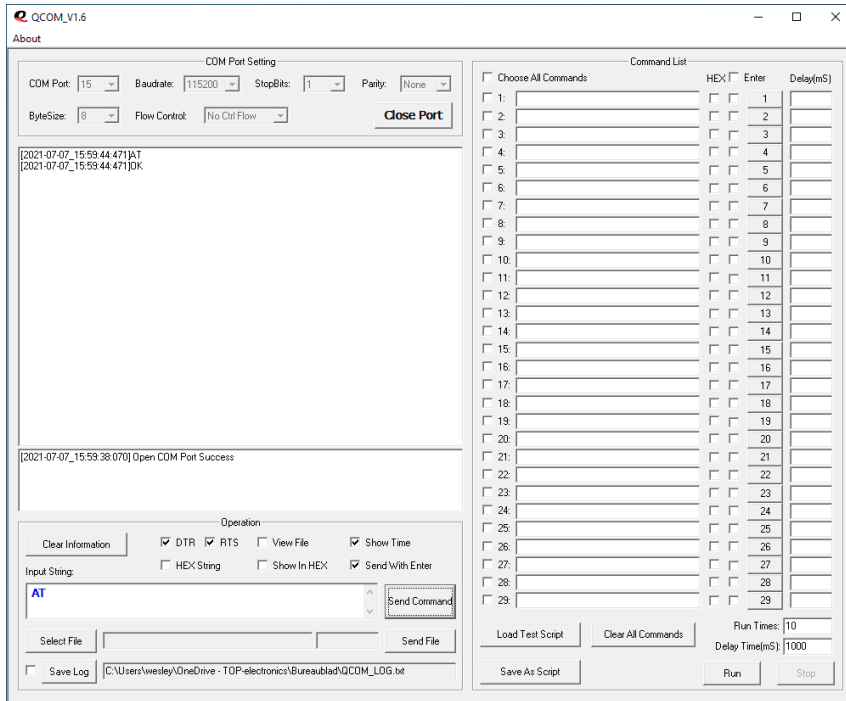 QCOM_V1.6
About
COM Port Setting
COM Port: 15 Baudrate: 115200 StopBits: 1 Parity: None
ByteSize: 8 Flow Control: No Ctrl Flow Close Port
[2021-07-07_15:59:44:471]AT
[2021-07-07_15:59:44:471]OK
[2021-07-07_15:59:38:070] Open COM Port Success
Operation
Clear Information DTR RTS View File Show Time
HEX String Show In HEX Send With Enter
Input String:
AT
Send Command
Select File Send File
Save Log C:\Users\wesley\OneDrive - TOP-electronics\Bureaublad\QCOM_LOG.txt
Command List
Choose All Commands HEX Enter Delay(mS)
1: 1
2: 2
3: 3
4: 4
5: 5
6: 6
7: 7
8: 8
9: 9
10: 10
11: 11
12: 12
13: 13
14: 14
15: 15
16: 16
17: 17
18: 18
19: 19
20: 20
21: 21
22: 22
23: 23
24: 24
25: 25
26: 26
27: 27
28: 28
29: 29
Load Test Script Clear All Commands Run Times: 10
Delay Time(mS): 1000
Save As Script Run Stop